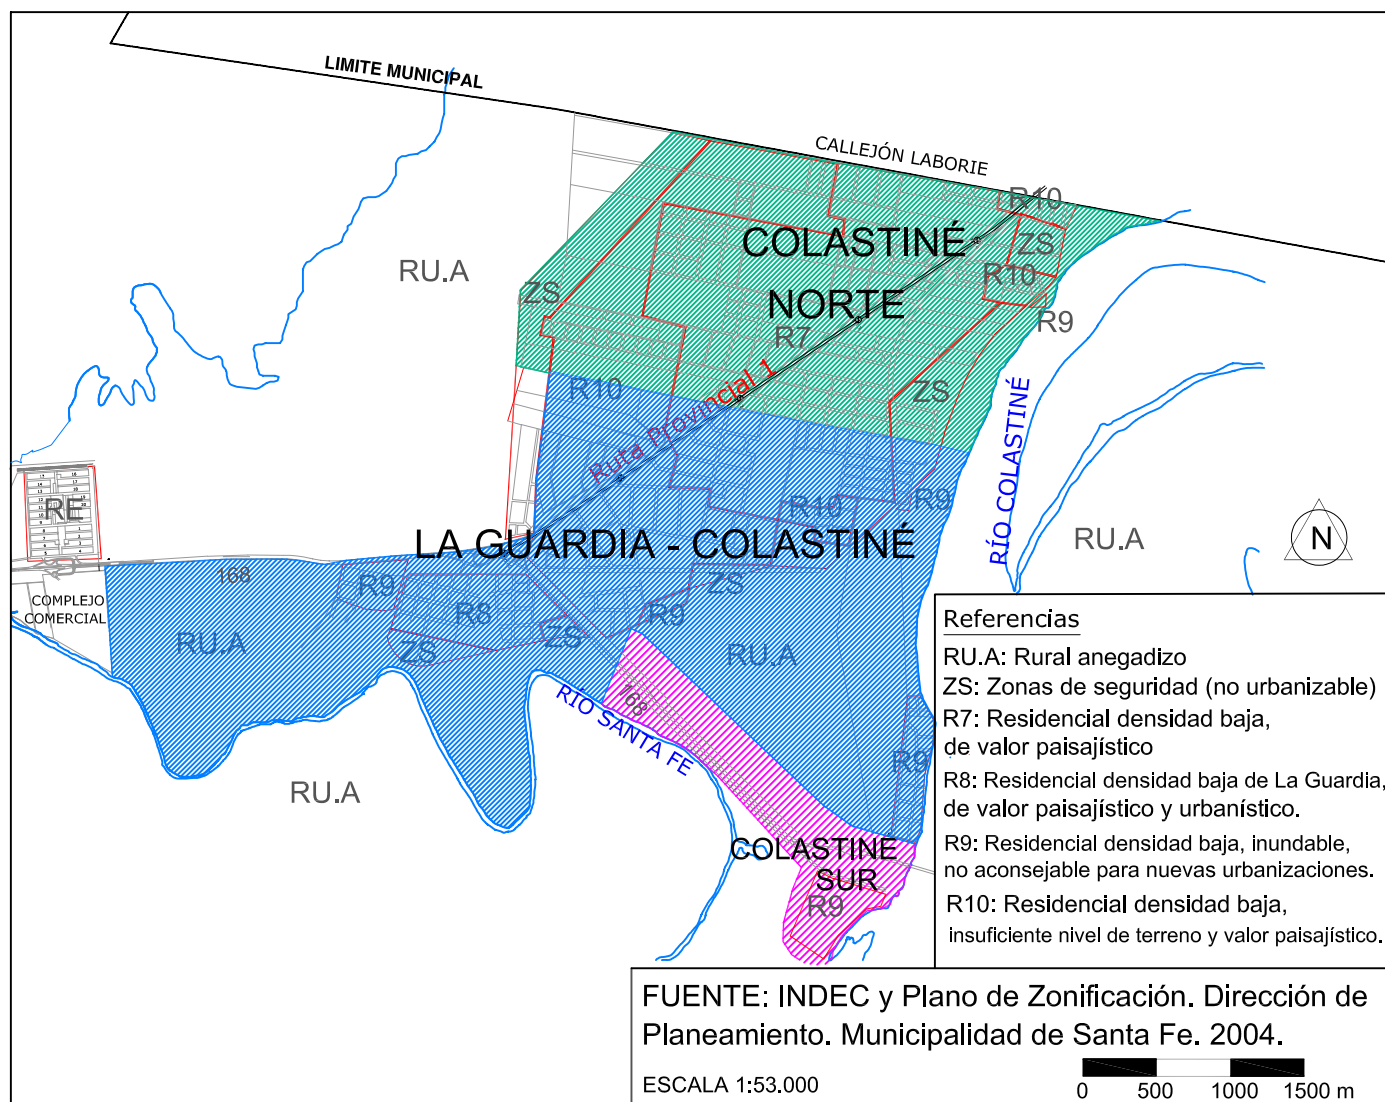 LIMITE MUNICIPAL
CALLEJÓN LABORIE
R10
COLASTINÉ
ZS
RU.A
R10
ZS
NORTE
R9
R7
Ruta Provincial 1
R10
ZS
RÍO COLASTINÉ
RE
R10
R9
LA GUARDIA - COLASTINÉ
RU.A
N
168
R9
ZS
COMPLEJO
COMERCIAL
R8
R9
RU.A
ZS
ZS
RU.A
168
RÍO SANTA FE
R9
RU.A
COLASTINE
SUR
R9
Referencias
RU.A: Rural anegadizo
ZS: Zonas de seguridad (no urbanizable)
R7: Residencial densidad baja,
de valor paisajístico
R8: Residencial densidad baja de La Guardia,
de valor paisajístico y urbanístico.
R9: Residencial densidad baja, inundable,
no aconsejable para nuevas urbanizaciones.
R10: Residencial densidad baja,
insuficiente nivel de terreno y valor paisajístico.
FUENTE: INDEC y Plano de Zonificación. Dirección de
Planeamiento. Municipalidad de Santa Fe. 2004.
ESCALA 1:53.000
0 500 1000 1500 m